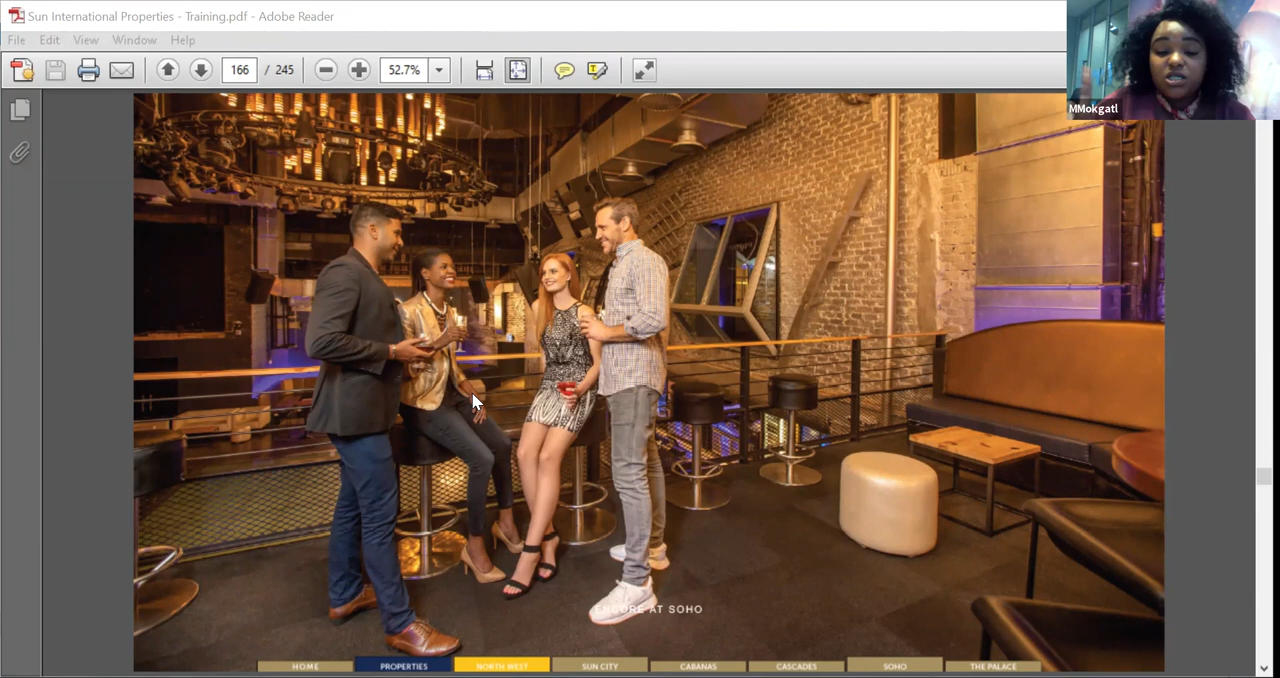 Sun International Properties - Training.pdf - Adobe Reader
File Edit View Window Help
166 / 245 52.7%
MMokgatl
ENCORE AT SOHO
HOME PROPERTIES NORTH WEST SUN CITY CABANAS CASCADES SOHO THE PALACE